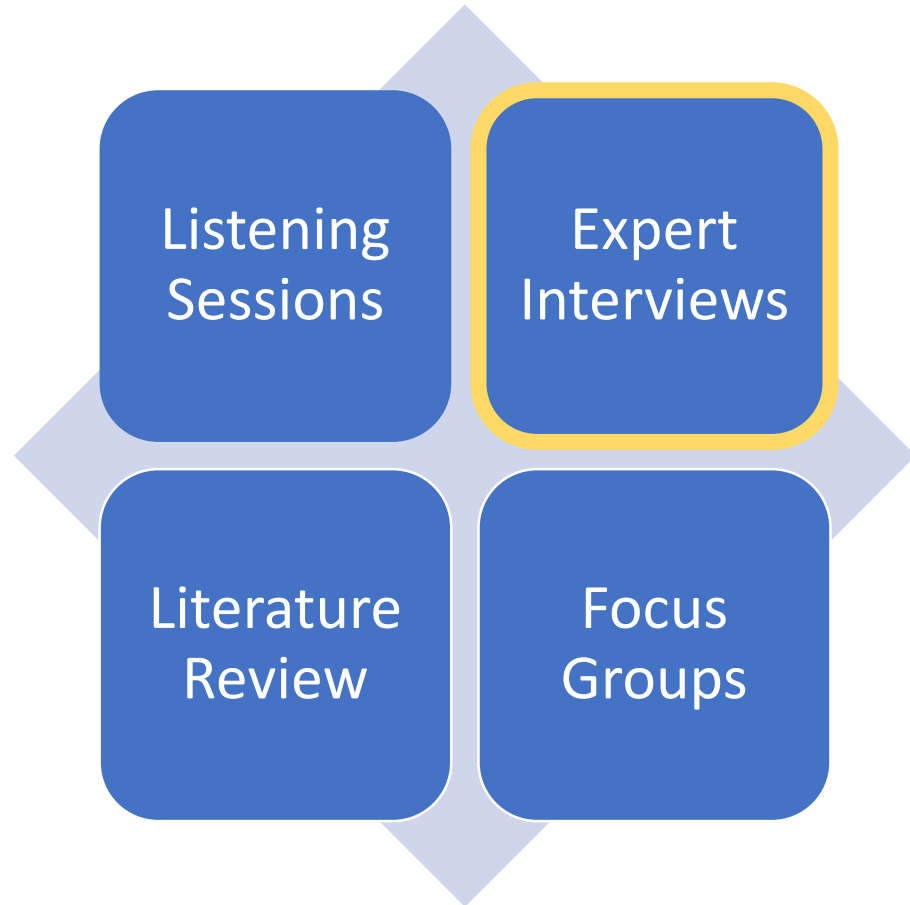 Listening
Sessions
Expert
Interviews
Literature
Review
Focus
Groups